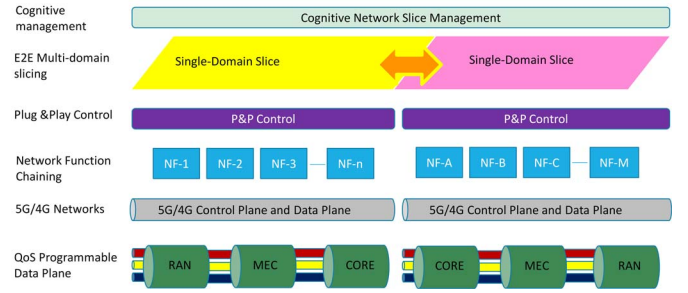 Cognitive
management
Cognitive Network Slice Management
E2E Multi-domain
slicing
Single-Domain Slice
Single-Domain Slice
Plug &Play Control
P&P Control
P&P Control
Network Function
Chaining
NF-1 NF-2 NF-3 NF-n
NF-A NF-B NF-C NF-M
5G/4G Networks
5G/4G Control Plane and Data Plane
5G/4G Control Plane and Data Plane
QoS Programmable
Data Plane
RAN MEC CORE
CORE MEC RAN